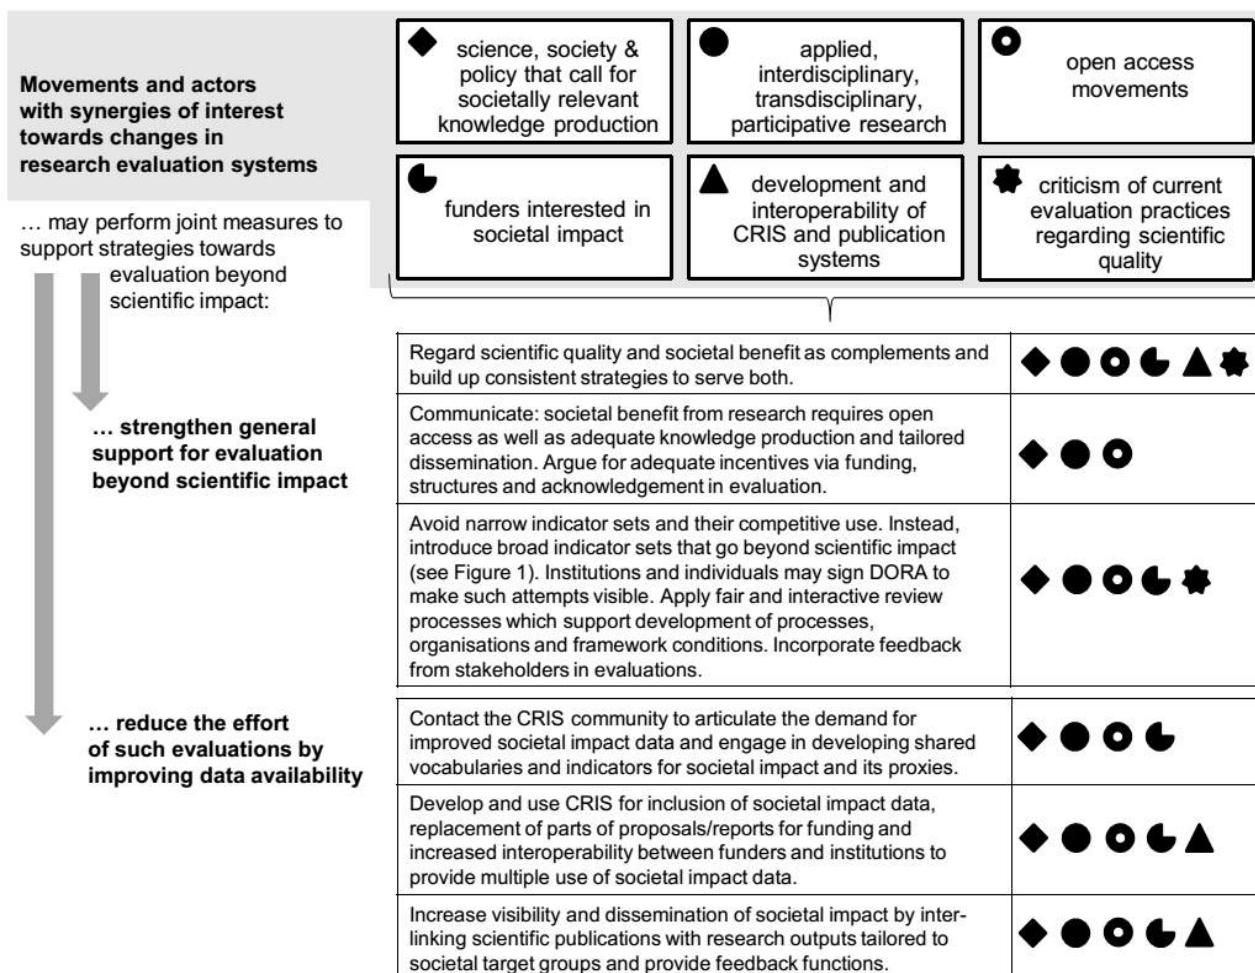 Movements and actors
with synergies of interest
towards changes in
research evaluation systems
science, society &
policy that call for
societally relevant
knowledge production
applied,
interdisciplinary,
transdisciplinary,
participative research
open access
movements
funders interested in
societal impact
development and
interoperability of
CRIS and publication
systems
criticism of current
evaluation practices
regarding scientific
quality
… may perform joint measures to
support strategies towards
evaluation beyond
scientific impact:
… strengthen general
support for evaluation
beyond scientific impact
Regard scientific quality and societal benefit as complements and
build up consistent strategies to serve both.
Communicate: societal benefit from research requires open
access as well as adequate knowledge production and tailored
dissemination. Argue for adequate incentives via funding,
structures and acknowledgement in evaluation.
Avoid narrow indicator sets and their competitive use. Instead,
introduce broad indicator sets that go beyond scientific impact
(see Figure 1). Institutions and individuals may sign DORA to
make such attempts visible. Apply fair and interactive review
processes which support development of processes,
organisations and framework conditions. Incorporate feedback
from stakeholders in evaluations.
… reduce the effort
of such evaluations by
improving data availability
Contact the CRIS community to articulate the demand for
improved societal impact data and engage in developing shared
vocabularies and indicators for societal impact and its proxies.
Develop and use CRIS for inclusion of societal impact data,
replacement of parts of proposals/reports for funding and
increased interoperability between funders and institutions to
provide multiple use of societal impact data.
Increase visibility and dissemination of societal impact by inter-
linking scientific publications with research outputs tailored to
societal target groups and provide feedback functions.